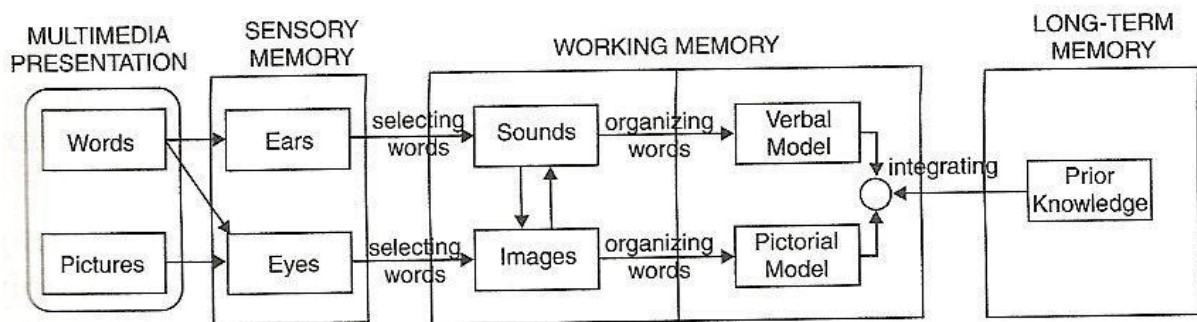 MULTIMEDIA
PRESENTATION
SENSORY
MEMORY
WORKING MEMORY
LONG-TERM
MEMORY
Words
Ears
selecting
words
Sounds
organizing
words
Verbal
Model
integrating
Prior
Knowledge
Pictures
Eyes
selecting
words
Images
organizing
words
Pictorial
Model